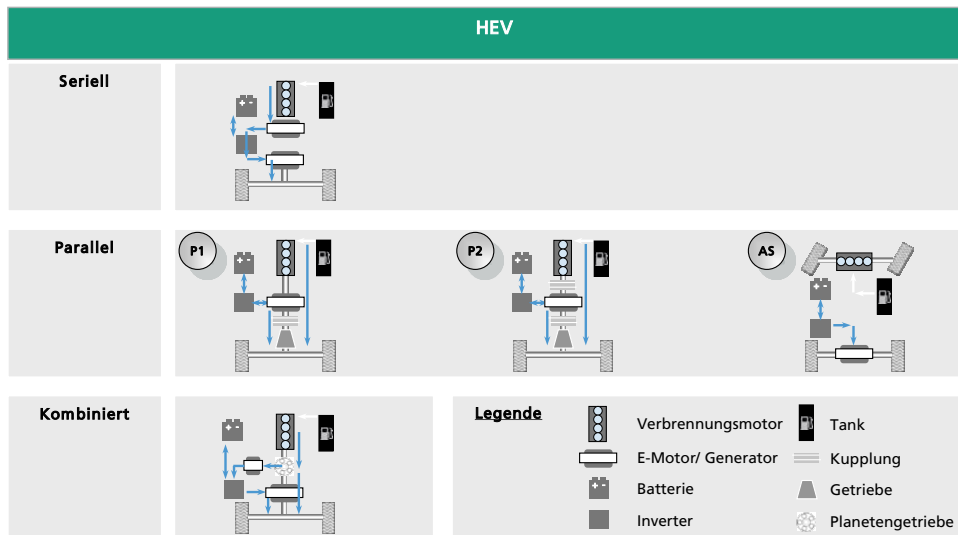 HEV
Seriell
Parallel
P1
P2
AS
Kombiniert
Legende
Verbrennungsmotor
Tank
E-Motor/ Generator
Kupplung
Batterie
Getriebe
Inverter
Planetengetriebe